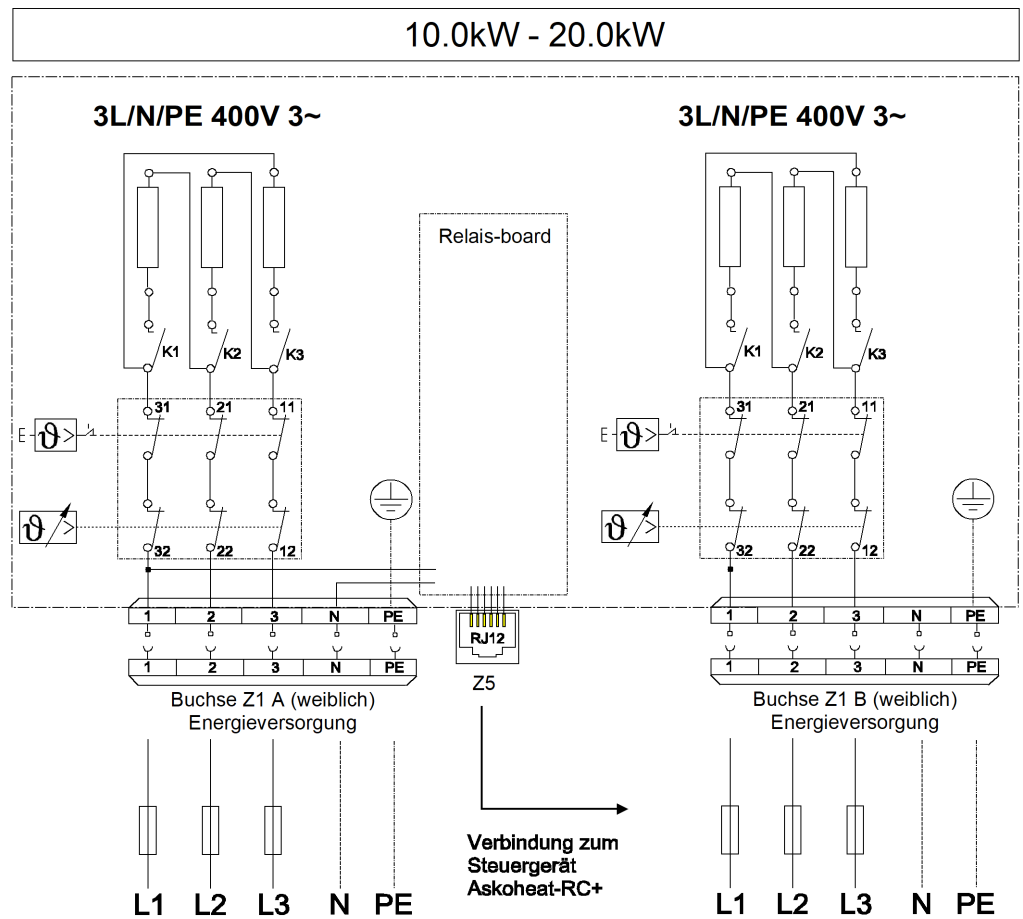 10.0kW - 20.0kW
3L/N/PE 400V 3~ 3L/N/PE 400V 3~
Relais-board
K1 K2 K3 K1 K2 K3
31 21 11 31 21 11
E ϑ > E ϑ >
ϑ > ϑ >
32 22 12 32 22 12
1 2 3 N PE 1 2 3 N PE
RJ12
1 2 3 N PE 1 2 3 N PE
Z5
Buchse Z1 A (weiblich)
Energieversorgung
Buchse Z1 B (weiblich)
Energieversorgung
Verbindung zum
Steuergerät
Askoheat-RC+
L1 L2 L3 N PE L1 L2 L3 N PE